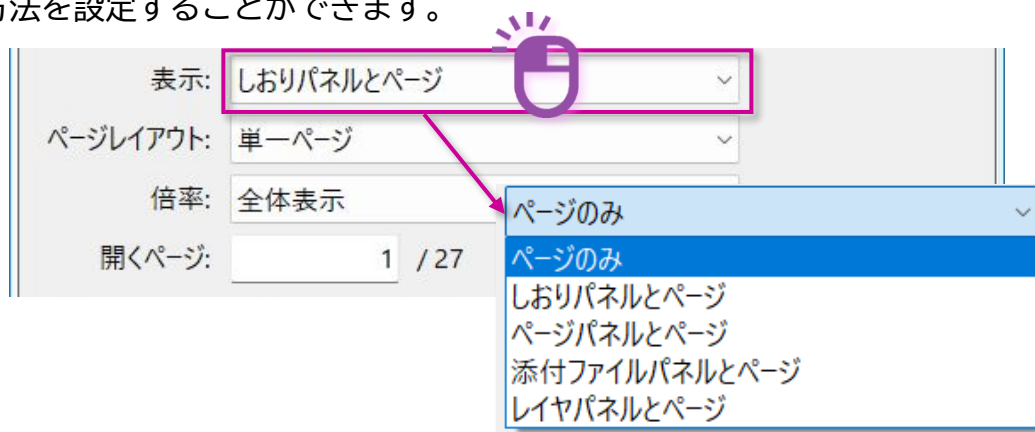 方法を設定することができます。
表示: しおりパネルとページ
ページレイアウト: 単一ページ
倍率: 全体表示
開くページ: 1 / 27
ページのみ
ページのみ
しおりパネルとページ
ページパネルとページ
添付ファイルパネルとページ
レイヤパネルとページ